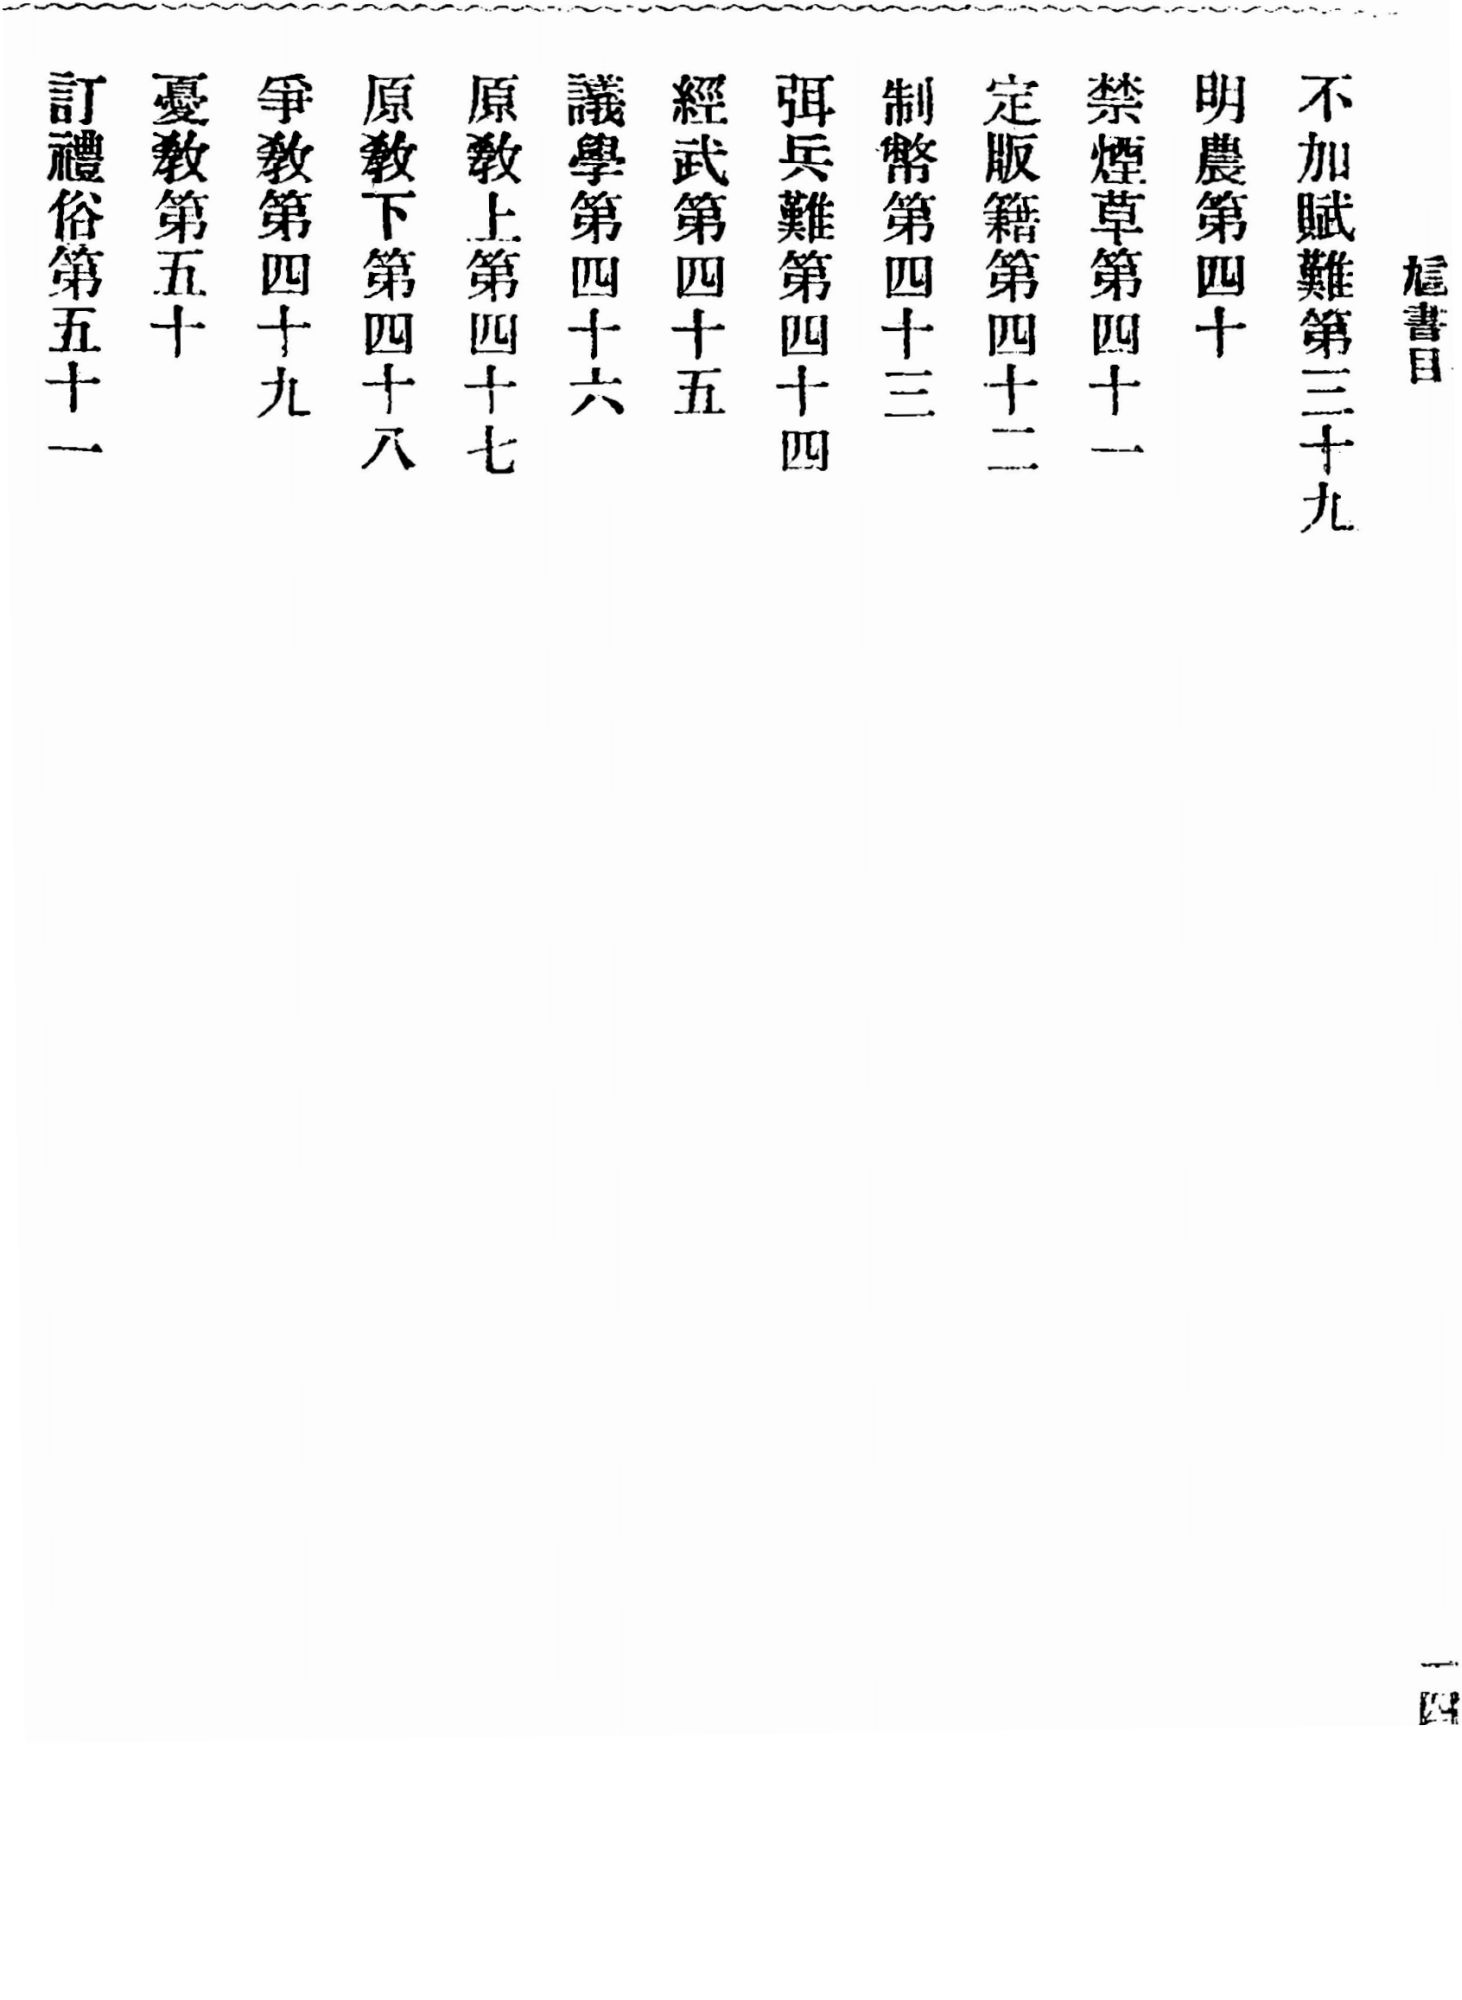 訄書目
不加賦難第三十九
明農第四十
禁煙草第四十一
定版籍第四十二
制幣第四十三
弭兵難第四十四
經武第四十五
議學第四十六
原敎上第四十七
原敎下第四十八
爭敎第四十九
憂敎第五十
訂禮俗第五十一
一四